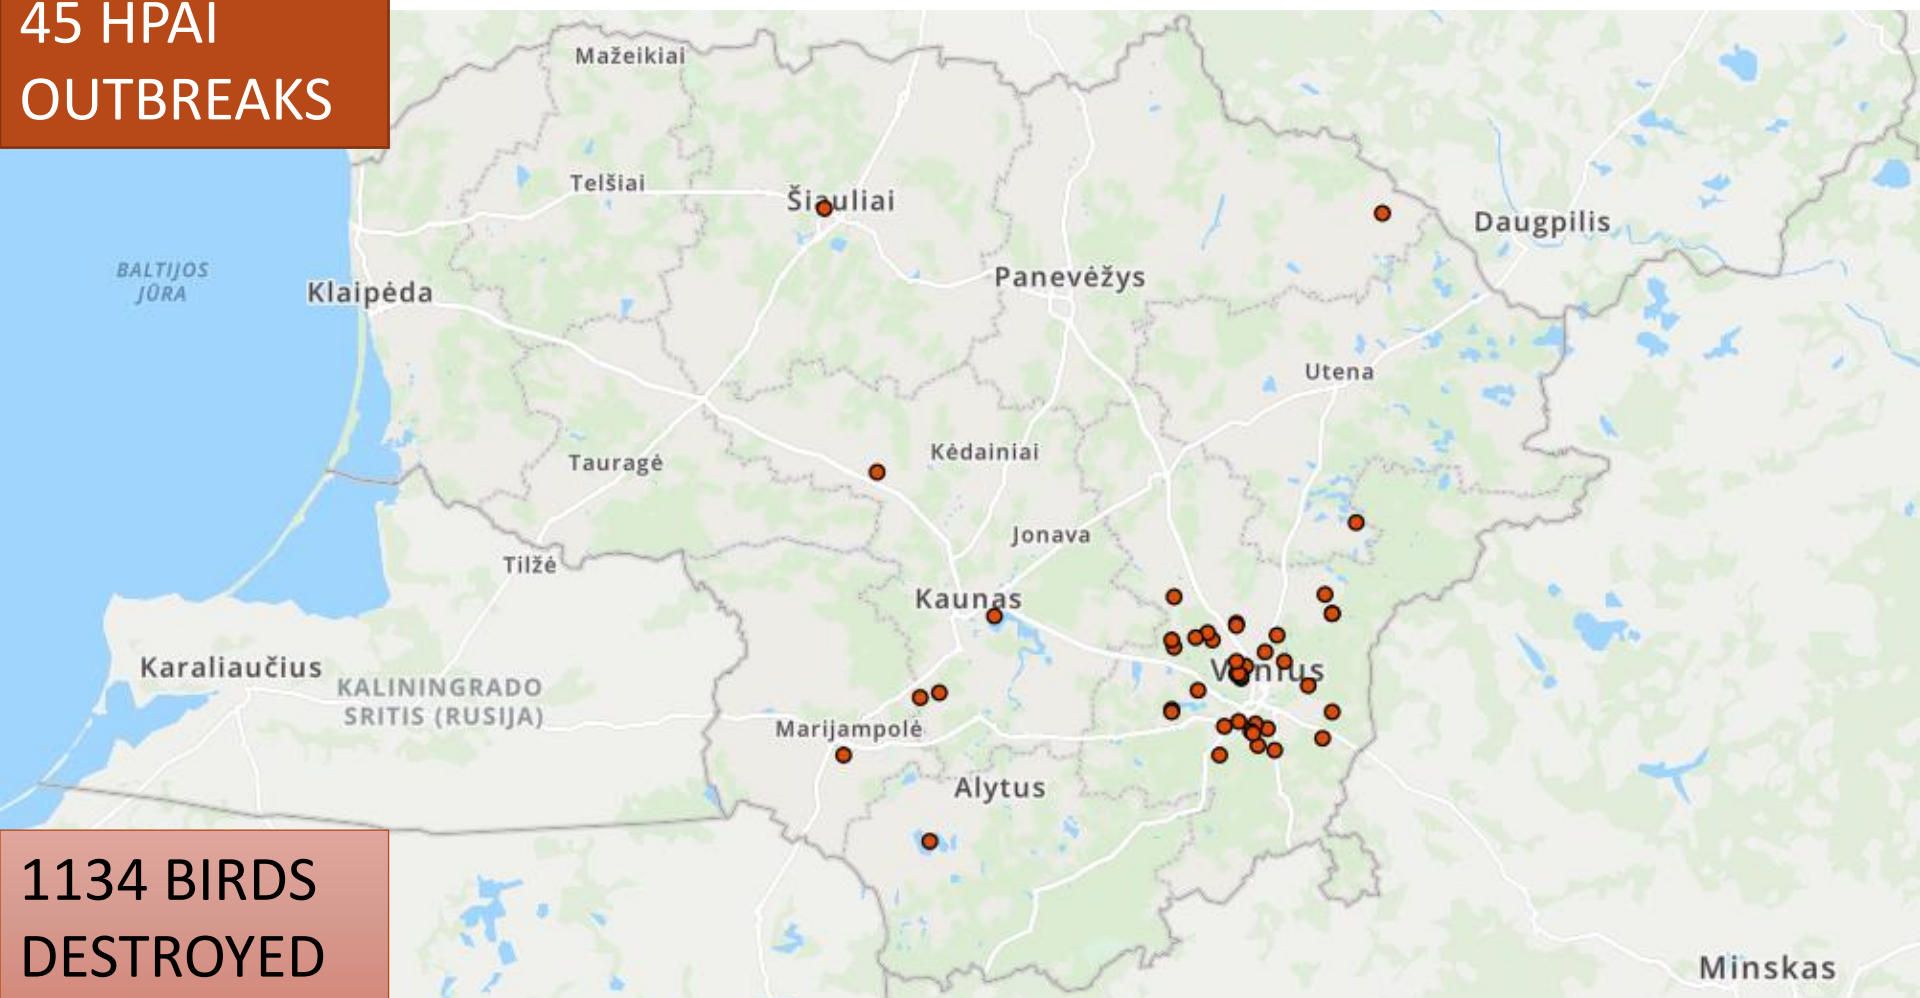 45 HPAI
OUTBREAKS
Mažeikiai
Telšiai
Šiauliai
Daugpilis
BALTIJOS
JŪRA
Klaipėda
Panevėžys
Utena
Tauragė
Kėdainiai
Jonava
Tilžė
Kaunas
Karaliaučius
KALININGRADO
SRITIS (RUSIJA)
Vilnius
Marijampolė
Alytus
1134 BIRDS
DESTROYED
Minskas